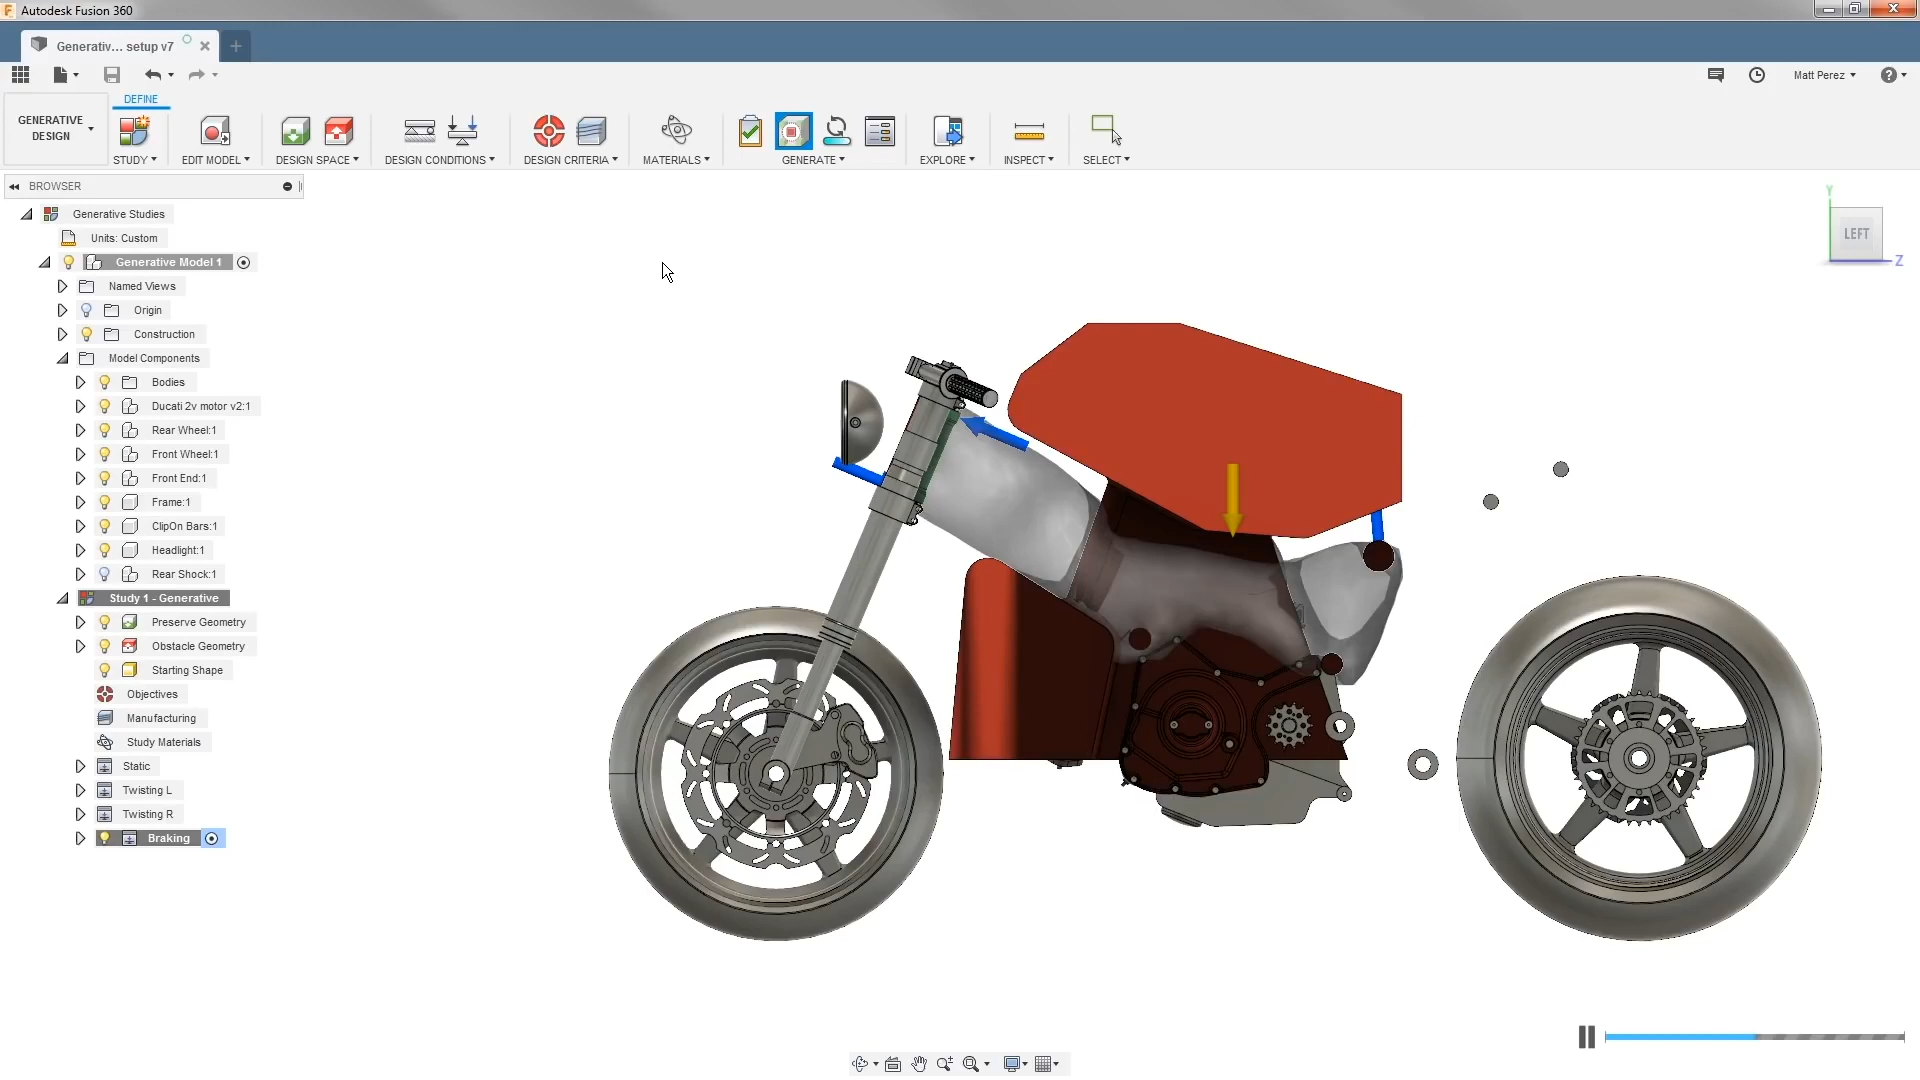 Autodesk Fusion 360
Generativ... setup v7
Matt Perez
DEFINE
GENERATIVE DESIGN
STUDY
EDIT MODEL
DESIGN SPACE
DESIGN CONDITIONS
DESIGN CRITERIA
MATERIALS
GENERATE
EXPLORE
INSPECT
SELECT
BROWSER
Generative Studies
Units: Custom
Generative Model 1
Named Views
Origin
Construction
Model Components
Bodies
Ducati 2v motor v2:1
Rear Wheel:1
Front Wheel:1
Front End:1
Frame:1
ClipOn Bars:1
Headlight:1
Rear Shock:1
Study 1 - Generative
Preserve Geometry
Obstacle Geometry
Starting Shape
Objectives
Manufacturing
Study Materials
Static
Twisting L
Twisting R
Braking
Y
LEFT
Z